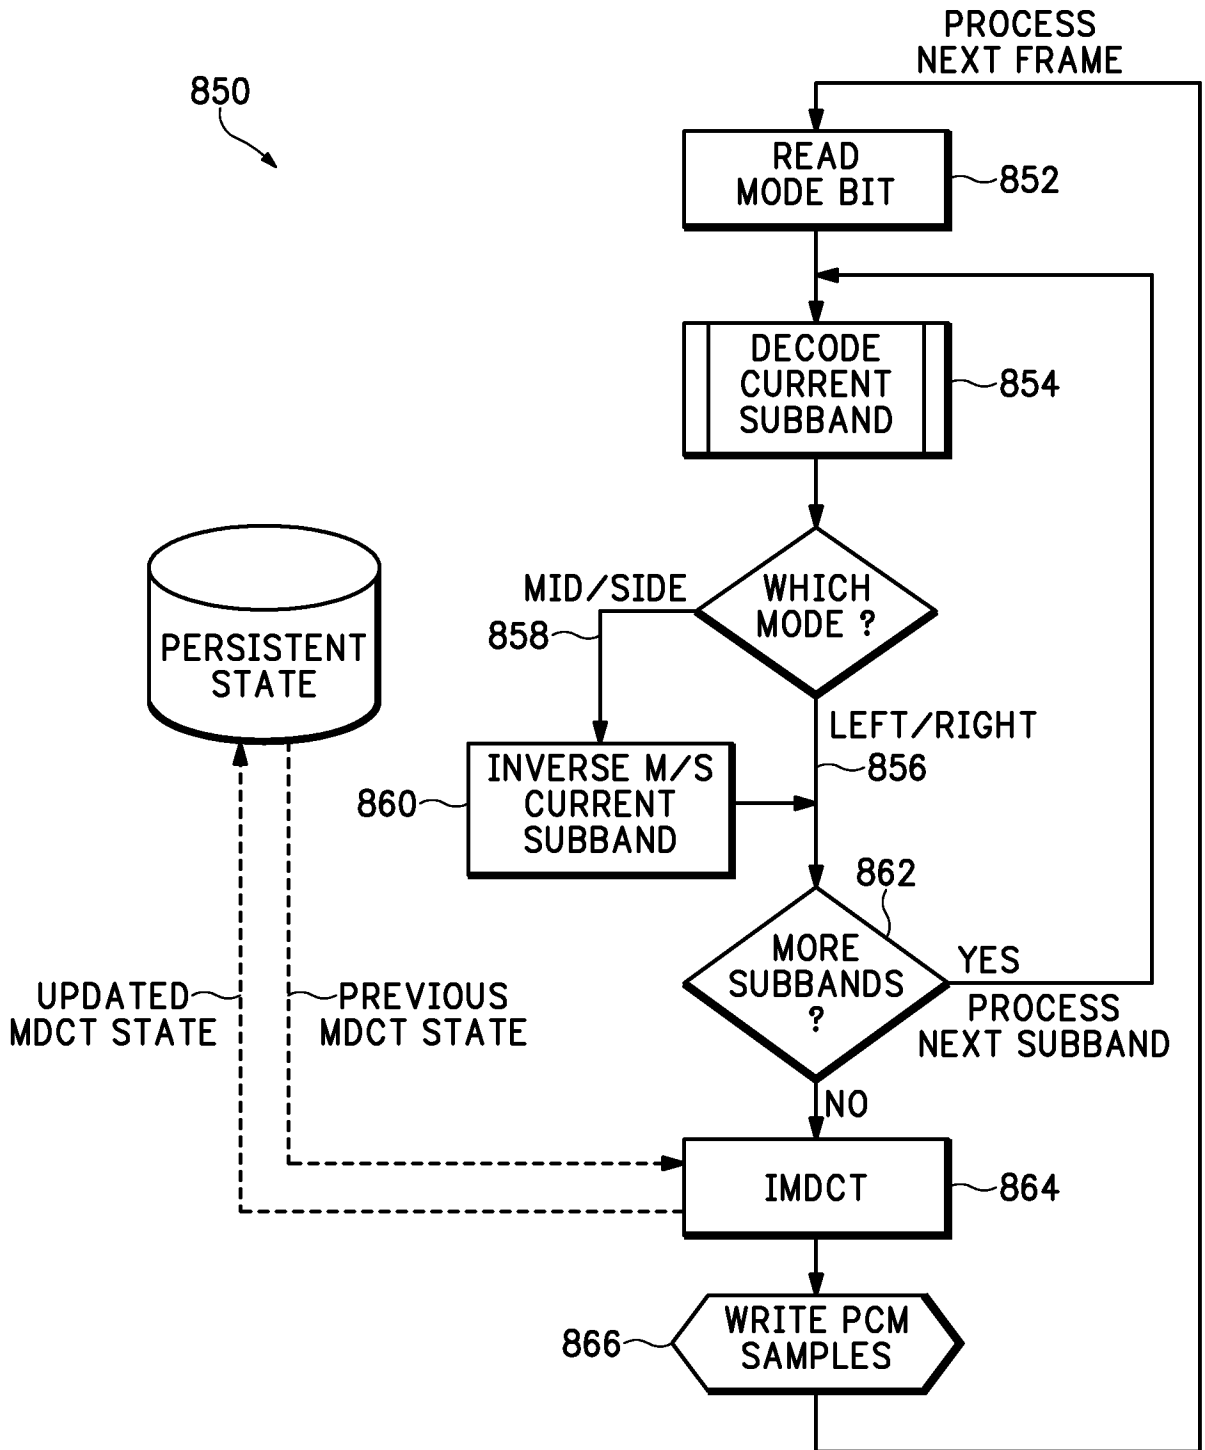 PROCESS
NEXT FRAME
850
READ
MODE BIT
852
DECODE
CURRENT
SUBBAND
854
WHICH
MODE ?
MID/SIDE
858
PERSISTENT
STATE
LEFT/RIGHT
856
INVERSE M/S
CURRENT
SUBBAND
860
862
MORE
SUBBANDS
?
YES
PROCESS
NEXT SUBBAND
UPDATED
MDCT STATE
PREVIOUS
MDCT STATE
NO
IMDCT
864
WRITE PCM
SAMPLES
866